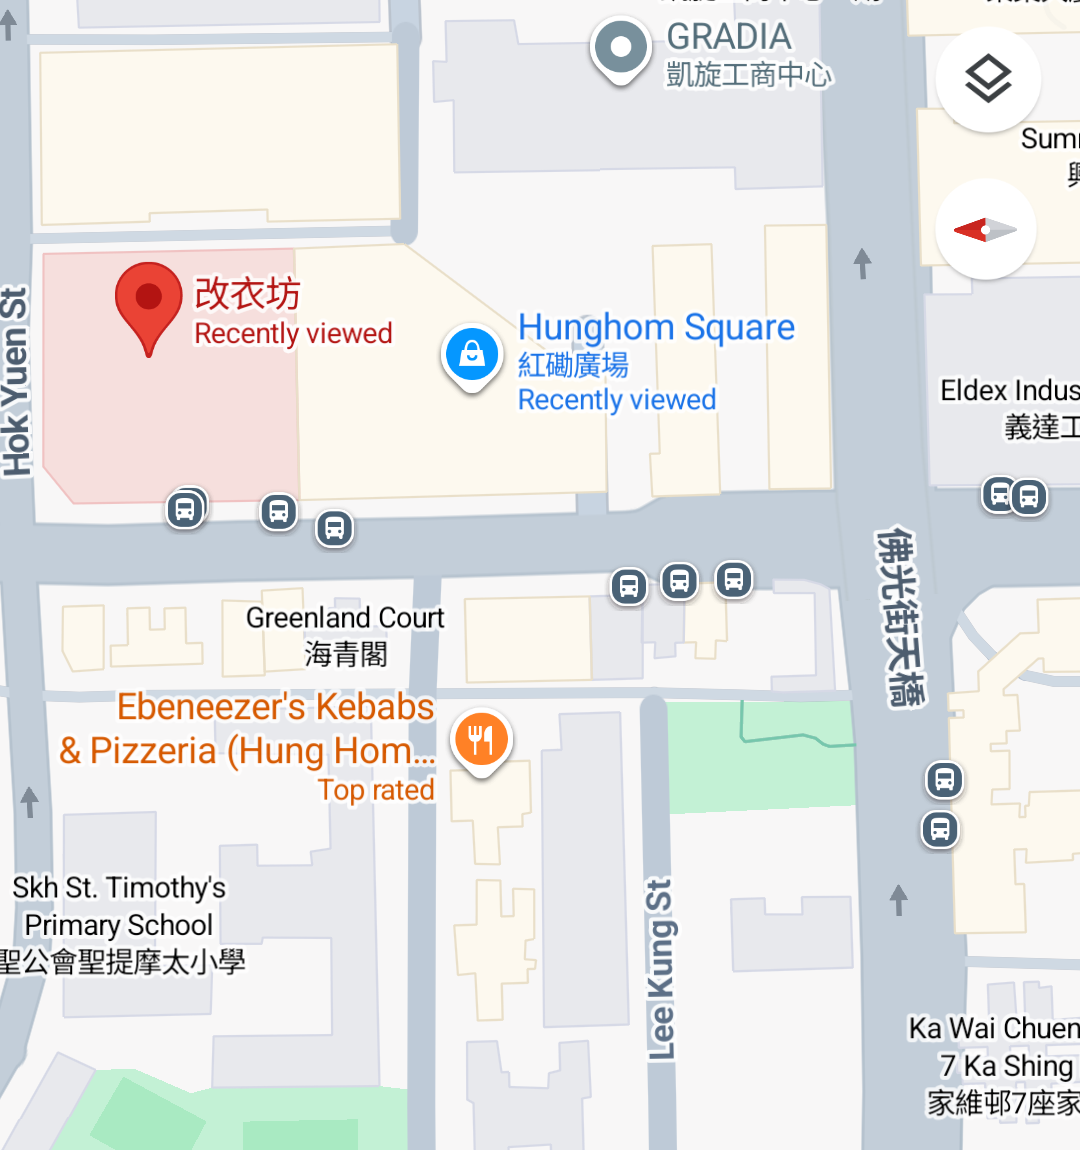 GRADIA
凱旋工商中心
改衣坊
Recently viewed
Hok Yuen St
Hunghom Square
紅磡廣場
Recently viewed
Eldex Indus
義達工
佛光街天橋
Greenland Court
海青閣
Ebeneezer's Kebabs
& Pizzeria (Hung Hom...
Top rated
Skh St. Timothy's
Primary School
聖公會聖提摩太小學
Lee Kung St
Ka Wai Chuen
7 Ka Shing
家維邨7座家